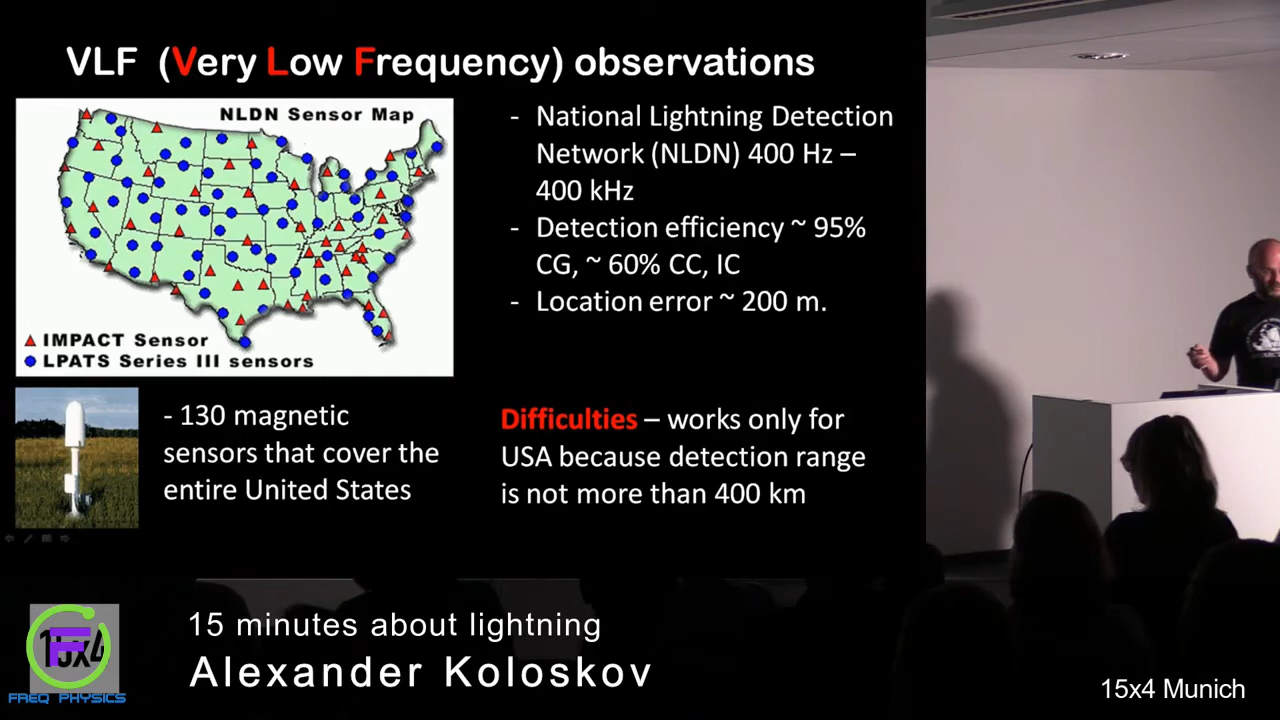 VLF (Very Low Frequency) observations
NLDN Sensor Map
IMPACT Sensor
LPATS Series III sensors
- National Lightning Detection
Network (NLDN) 400 Hz –
400 kHz
- Detection efficiency ~ 95%
CG, ~ 60% CC, IC
- Location error ~ 200 m.
- 130 magnetic
sensors that cover the
entire United States
Difficulties – works only for
USA because detection range
is not more than 400 km
15 minutes about lightning
Alexander Koloskov
15x4
FREQ PHYSICS
15x4 Munich